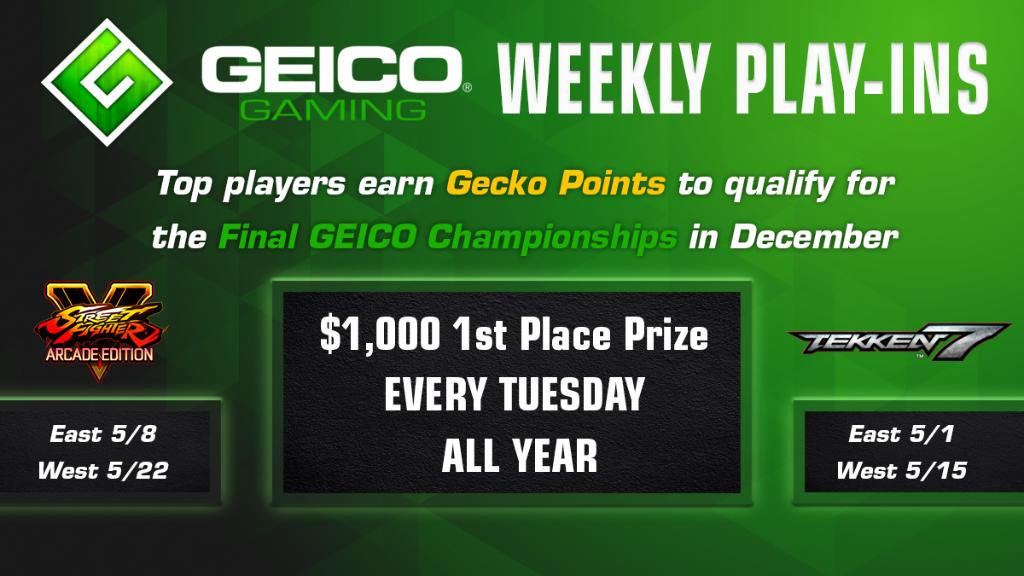 GEICO® WEEKLY PLAY-INS
GAMING
Top players earn Gecko Points to qualify for
the Final GEICO Championships in December
V
STREET
FIGHTER
ARCADE EDITION
East 5/8
West 5/22
$1,000 1st Place Prize
EVERY TUESDAY
ALL YEAR
TEKKEN 7™
East 5/1
West 5/15